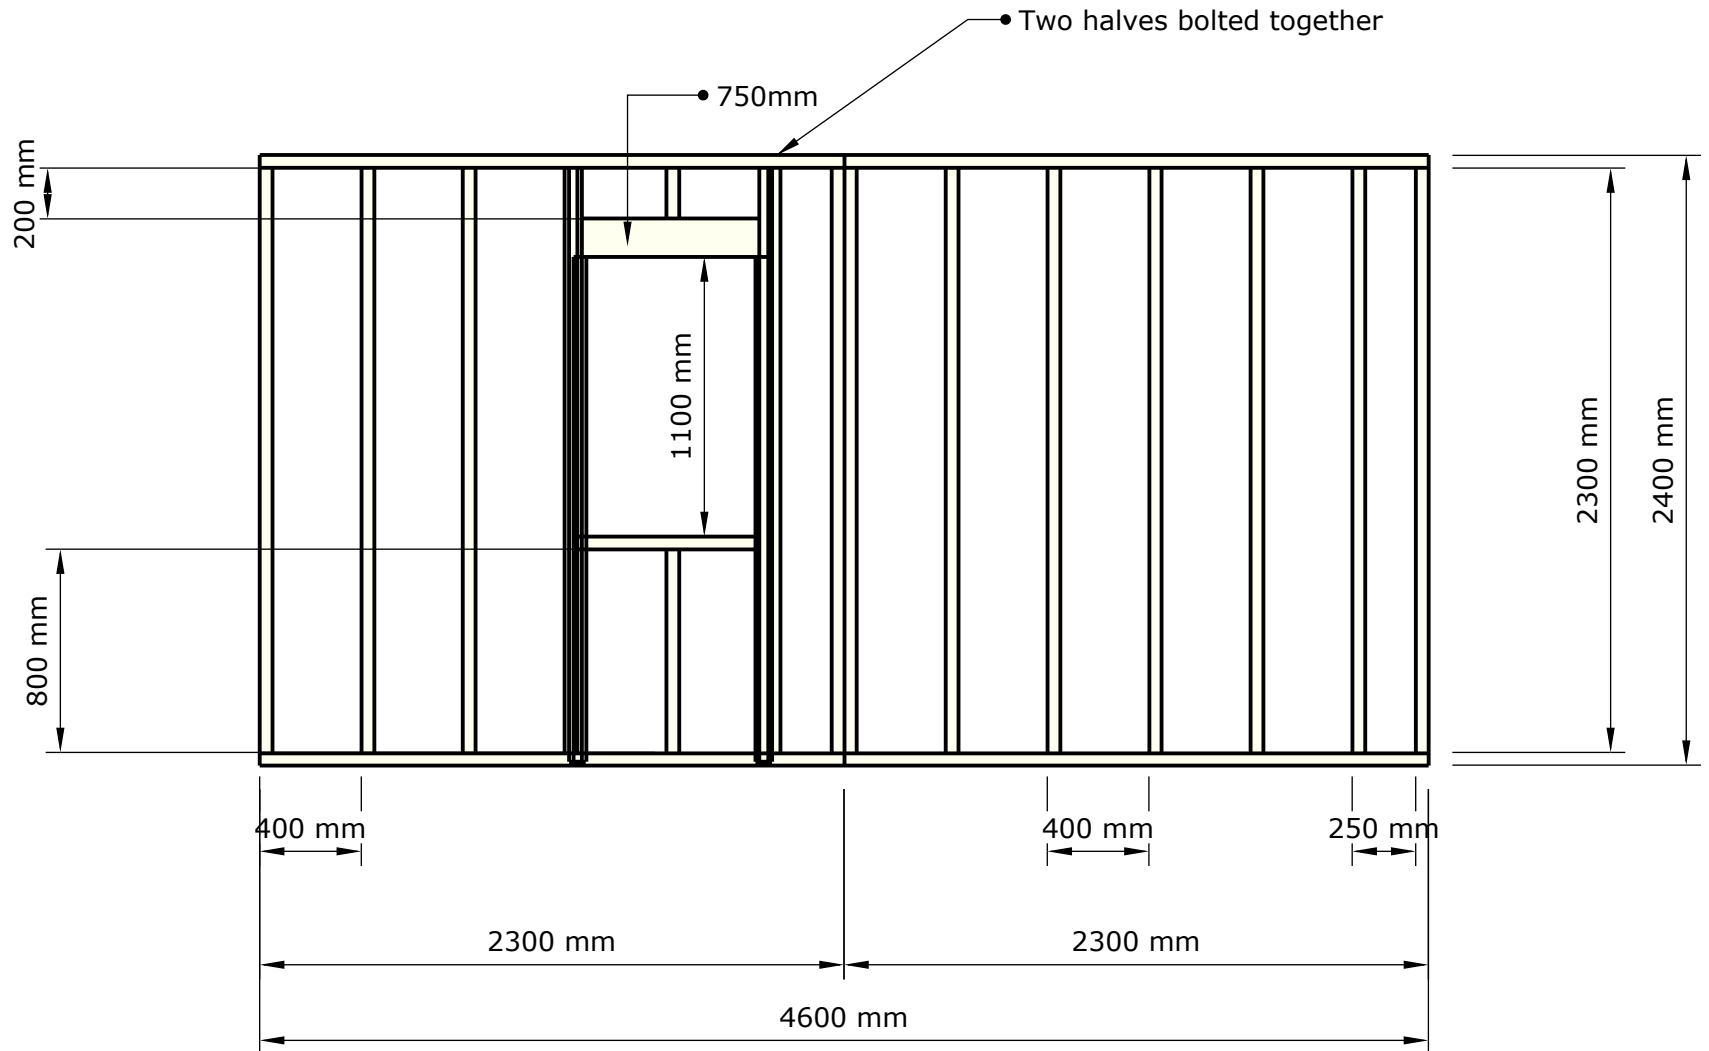 Two halves bolted together
750mm
200 mm
1100 mm
2300 mm
2400 mm
800 mm
400 mm
400 mm
250 mm
2300 mm
2300 mm
4600 mm